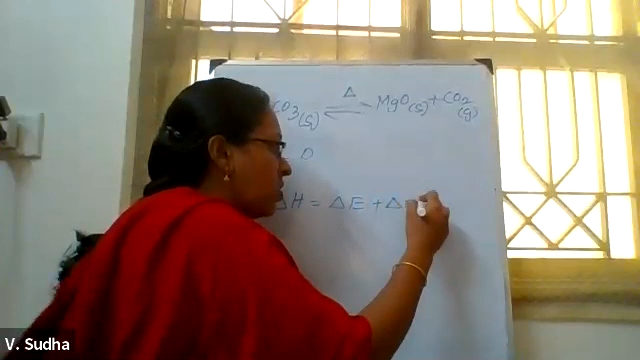 CO₃(s) ⇌ Δ MgO(s) + CO₂(g)
0
ΔH = ΔE + Δ
V. Sudha